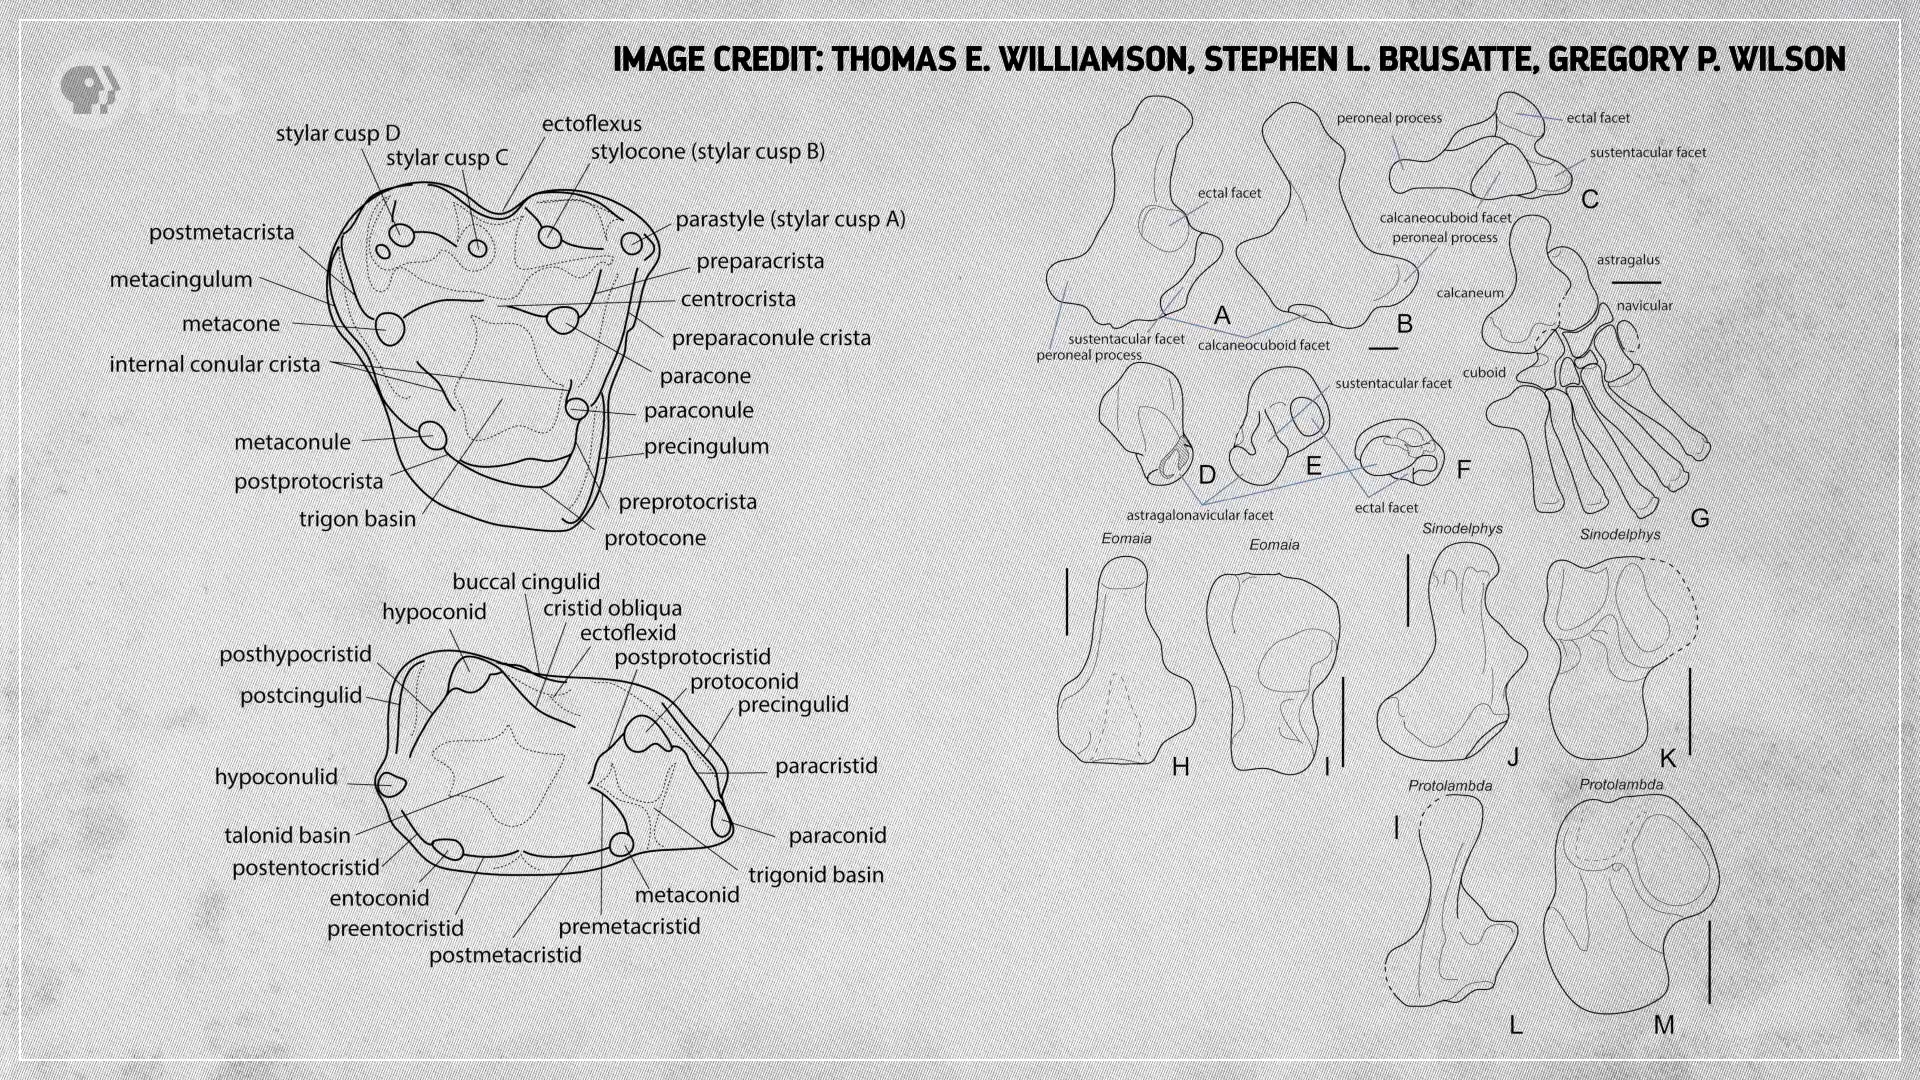 IMAGE CREDIT: THOMAS E. WILLIAMSON, STEPHEN L. BRUSATTE, GREGORY P. WILSON
PBS
stylar cusp D
ectoflexus
stylar cusp C
stylocone (stylar cusp B)
postmetacrista
parastyle (stylar cusp A)
metacingulum
preparacrista
centrocrista
metacone
preparaconule crista
internal conular crista
paracone
paraconule
metaconule
precingulum
postprotocrista
preprotocrista
trigon basin
protocone
buccal cingulid
hypoconid
cristid obliqua
ectoflexid
posthypocristid
postprotocristid
protoconid
postcingulid
precingulid
hypoconulid
paracristid
talonid basin
paraconid
postentocristid
trigonid basin
entoconid
metaconid
preentocristid
premetacristid
postmetacristid
peroneal process
ectal facet
sustentacular facet
C
ectal facet
calcaneocuboid facet
peroneal process
astragalus
calcaneum
navicular
A
B
sustentacular facet
calcaneocuboid facet
peroneal process
cuboid
sustentacular facet
D
E
F
astragalonavicular facet
ectal facet
G
Eomaia
Eomaia
Sinodelphys
Sinodelphys
H
I
J
K
Protolambda
Protolambda
L
M